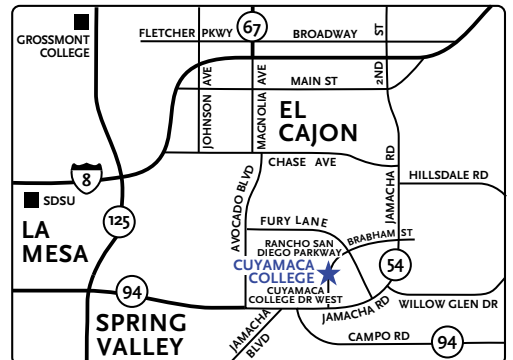 GROSSMONT
COLLEGE
FLETCHER PKWY
67
BROADWAY
2ND ST
MAIN ST
JOHNSON AVE
MAGNOLIA AVE
EL
CAJON
CHASE AVE
8
SDSU
LA
MESA
125
AVOCADO BLVD
JAMACHA RD
HILLSDALE RD
FURY LANE
RANCHO SAN
DIEGO PARKWAY
BRABHAM ST
CUYAMACA
COLLEGE
CUYAMACA
COLLEGE DR WEST
54
94
JAMACHA RD
WILLOW GLEN DR
SPRING
VALLEY
JAMACHA
BLVD
CAMPO RD
94